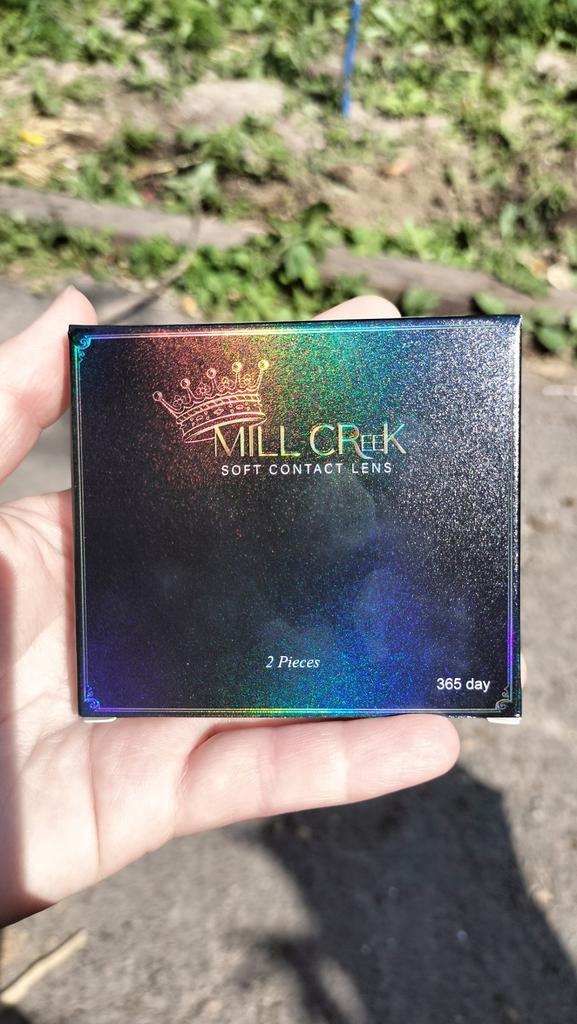 MILL CReeK
SOFT CONTACT LENS
2 Pieces
365 day